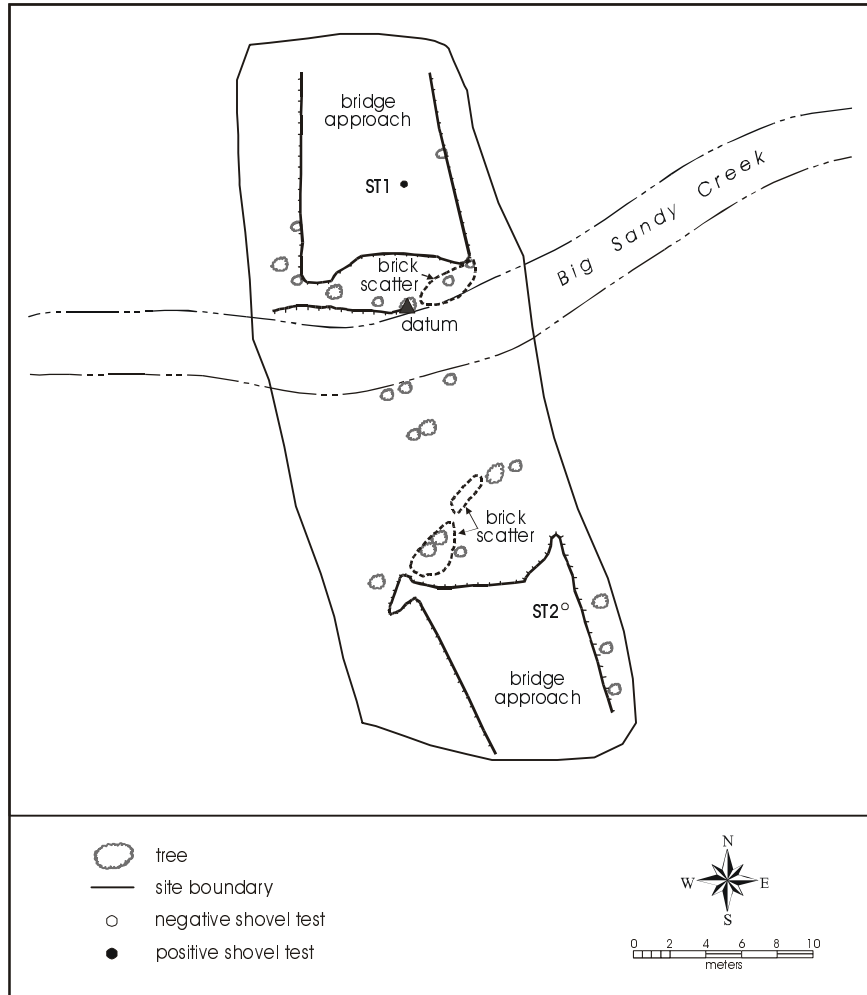 bridge
approach
ST1
Big Sandy Creek
brick
scatter
datum
brick
scatter
ST2
bridge
approach
tree
site boundary
negative shovel test
positive shovel test
N
W E
S
0 2 4 6 8 10
meters